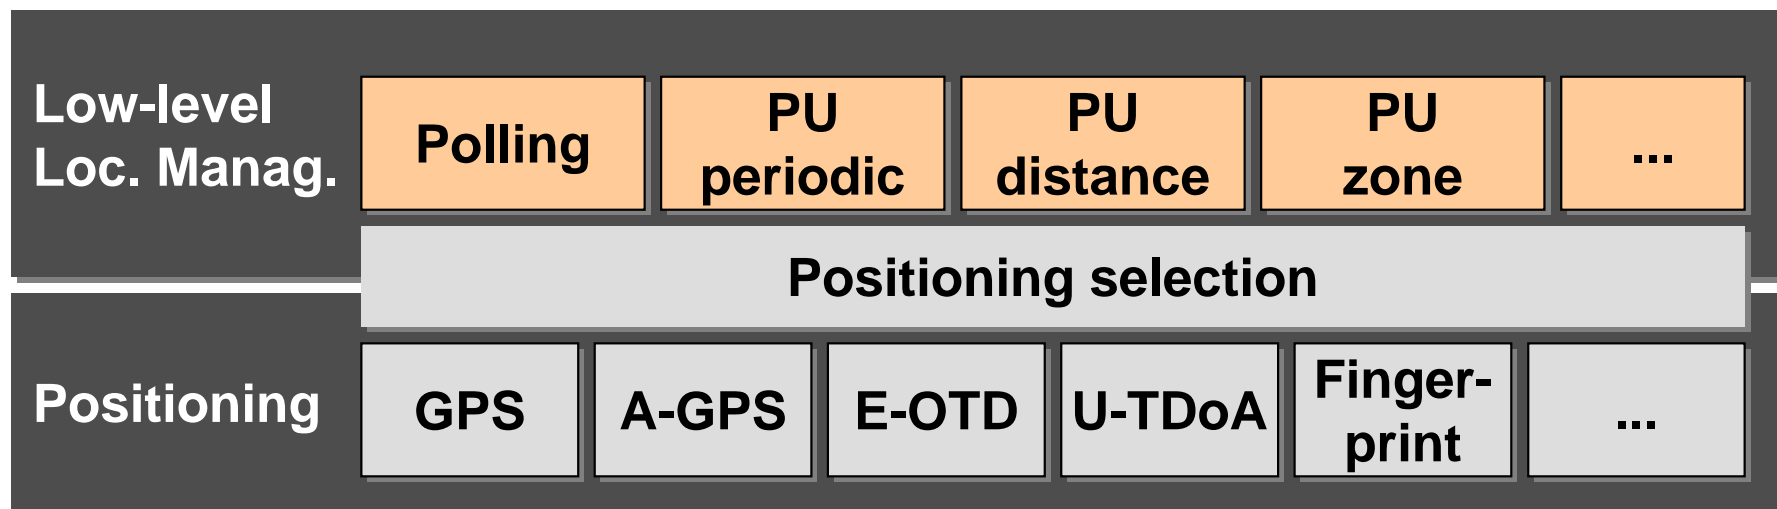 Low-level
Loc. Manag.
Polling
PU
periodic
PU
distance
PU
zone
...
Positioning selection
Positioning
GPS
A-GPS
E-OTD
U-TDoA
Finger-
print
...